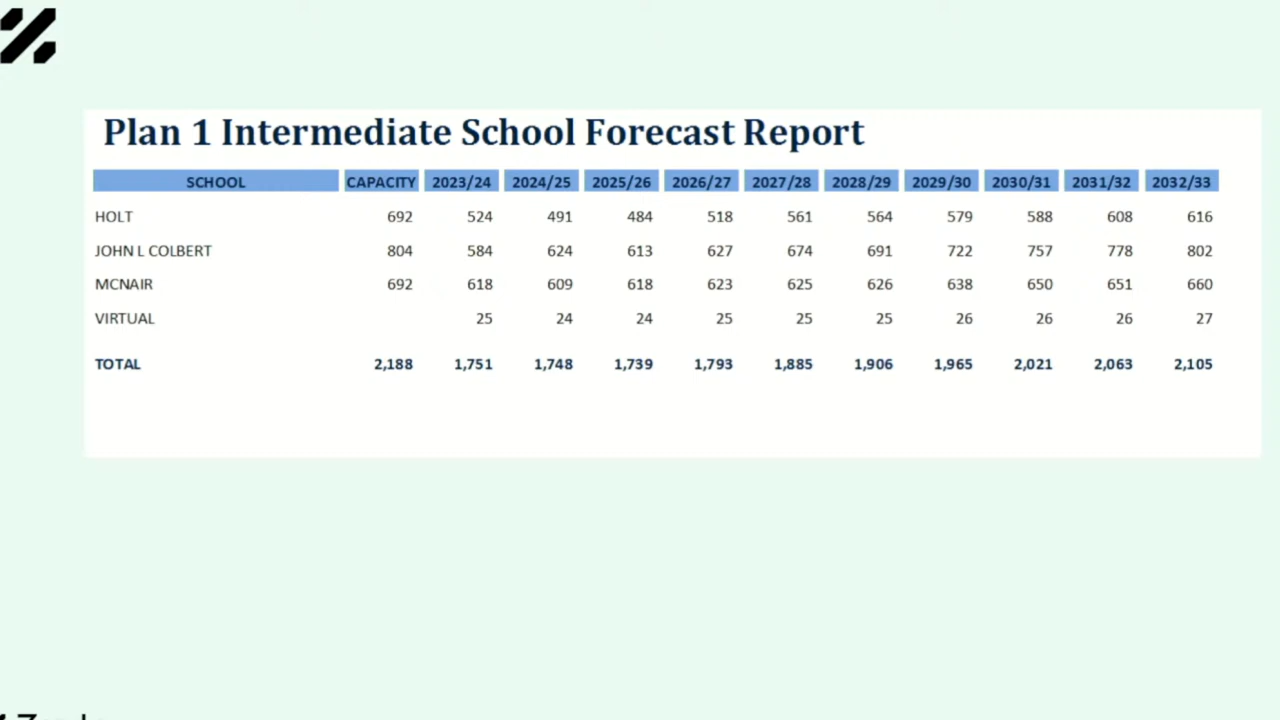 Plan 1 Intermediate School Forecast Report
SCHOOL CAPACITY 2023/24 2024/25 2025/26 2026/27 2027/28 2028/29 2029/30 2030/31 2031/32 2032/33
HOLT 692 524 491 484 518 561 564 579 588 608 616
JOHN L COLBERT 804 584 624 613 627 674 691 722 757 778 802
MCNAIR 692 618 609 618 623 625 626 638 650 651 660
VIRTUAL 25 24 24 25 25 25 26 26 26 27
TOTAL 2,188 1,751 1,748 1,739 1,793 1,885 1,906 1,965 2,021 2,063 2,105